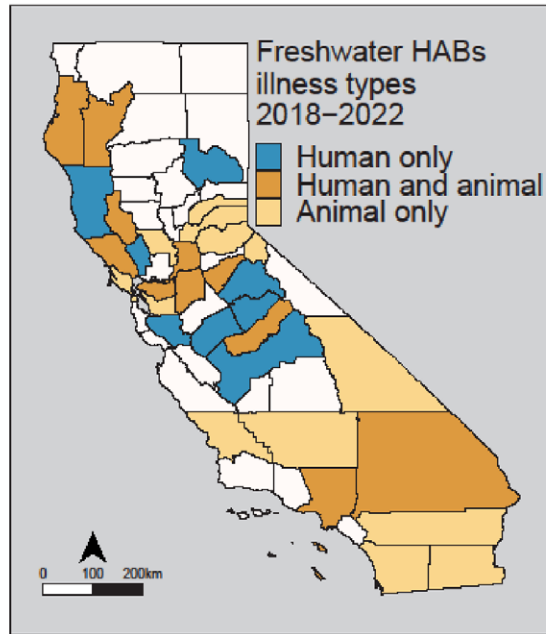 Freshwater HABs
illness types
2018–2022
Human only
Human and animal
Animal only
0 100 200km